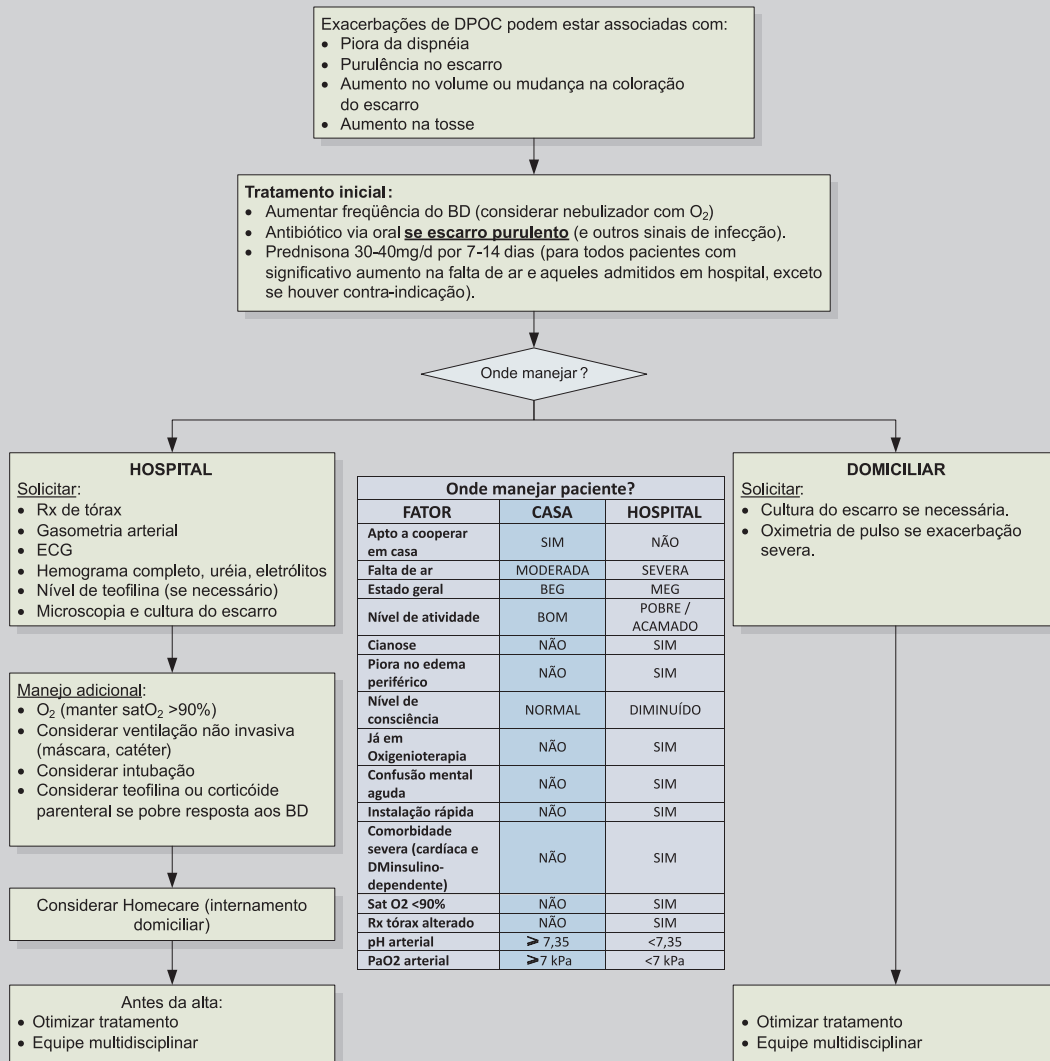 Exacerbações de DPOC podem estar associadas com:
• Piora da dispnéia
• Purulência no escarro
• Aumento no volume ou mudança na coloração
do escarro
• Aumento na tosse
Tratamento inicial:
• Aumentar freqüência do BD (considerar nebulizador com O₂)
• Antibiótico via oral se escarro purulento (e outros sinais de infecção).
• Prednisona 30-40mg/d por 7-14 dias (para todos pacientes com
significativo aumento na falta de ar e aqueles admitidos em hospital, exceto
se houver contra-indicação).
Onde manejar?
HOSPITAL
Solicitar:
• Rx de tórax
• Gasometria arterial
• ECG
• Hemograma completo, uréia, eletrólitos
• Nível de teofilina (se necessário)
• Microscopia e cultura do escarro
Manejo adicional:
• O₂ (manter satO₂ >90%)
• Considerar ventilação não invasiva
(máscara, catéter)
• Considerar intubação
• Considerar teofilina ou corticóide
parenteral se pobre resposta aos BD
Considerar Homecare (internamento
domiciliar)
Antes da alta:
• Otimizar tratamento
• Equipe multidisciplinar
Onde manejar paciente?
FATOR CASA HOSPITAL
Apto a cooperar
em casa SIM NÃO
Falta de ar MODERADA SEVERA
Estado geral BEG MEG
Nível de atividade BOM POBRE /
ACAMADO
Cianose NÃO SIM
Piora no edema
periférico NÃO SIM
Nível de
consciência NORMAL DIMINUÍDO
Já em
Oxigenioterapia NÃO SIM
Confusão mental
aguda NÃO SIM
Instalação rápida NÃO SIM
Comorbidade
severa (cardíaca e
DMinsulino-
dependente) NÃO SIM
Sat O2 <90% NÃO SIM
Rx tórax alterado NÃO SIM
pH arterial ⩾ 7,35 <7,35
PaO2 arterial ⩾7 kPa <7 kPa
DOMICILIAR
Solicitar:
• Cultura do escarro se necessária.
• Oximetria de pulso se exacerbação
severa.
• Otimizar tratamento
• Equipe multidisciplinar